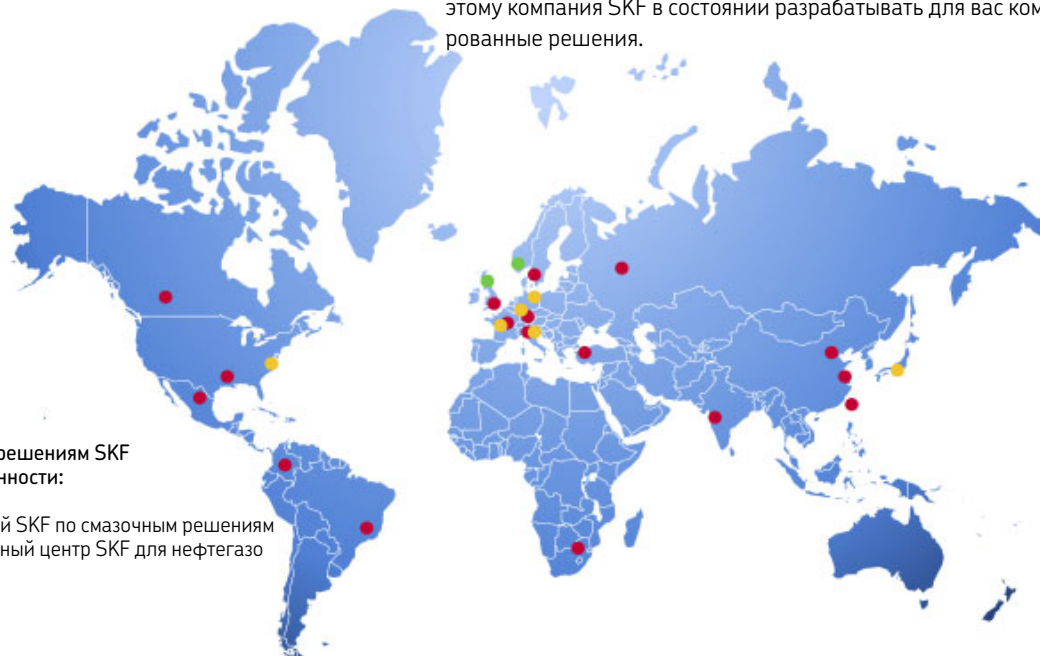 этому компания SKF в состоянии разрабатывать для вас ком
рованные решения.
решениям SKF
нности:
й SKF по смазочным решениям
ный центр SKF для нефтегазо